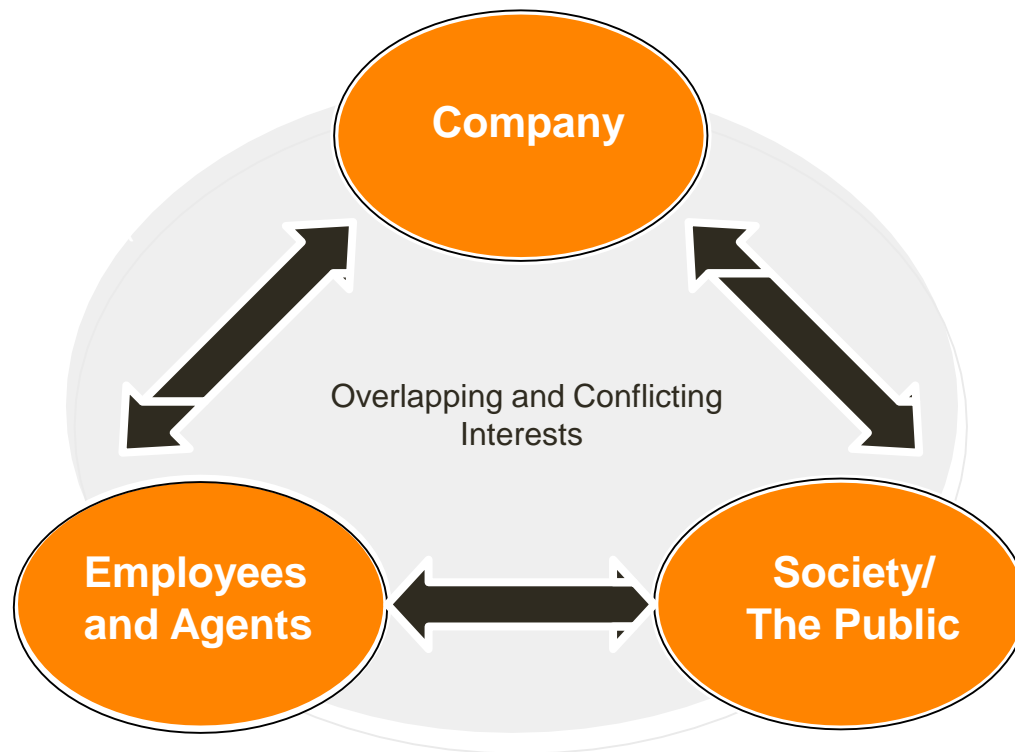 Company
Overlapping and Conflicting
Interests
Employees
and Agents
Society/
The Public